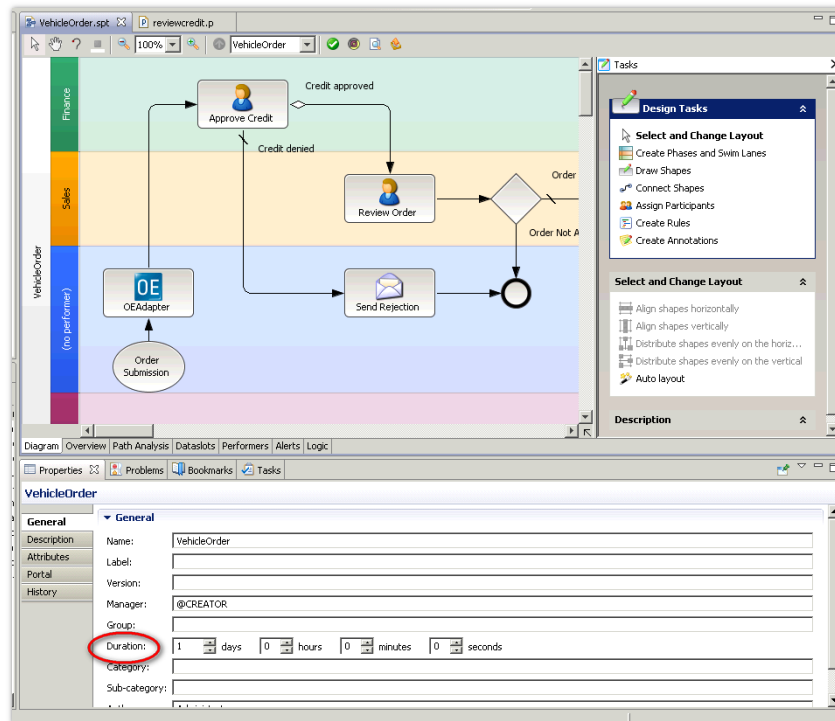 VehicleOrder.spt
reviewcredit.p
100%
VehicleOrder
Tasks
Finance
Sales
VehicleOrder
(no performer)
Credit approved
Approve Credit
Credit denied
Order
Review Order
Order Not A
OE
OEAdapter
Send Rejection
Order
Submission
Design Tasks
Select and Change Layout
Create Phases and Swim Lanes
Draw Shapes
Connect Shapes
Assign Participants
Create Rules
Create Annotations
Select and Change Layout
Align shapes horizontally
Align shapes vertically
Distribute shapes evenly on the horiz...
Distribute shapes evenly on the vertical
Auto layout
Description
Diagram Overview Path Analysis Dataslots Performers Alerts Logic
Properties Problems Bookmarks Tasks
VehicleOrder
General
Description
Attributes
Portal
History
General
Name: VehicleOrder
Label:
Version:
Manager: @CREATOR
Group:
Duration: 1 days 0 hours 0 minutes 0 seconds
Category:
Sub-category: